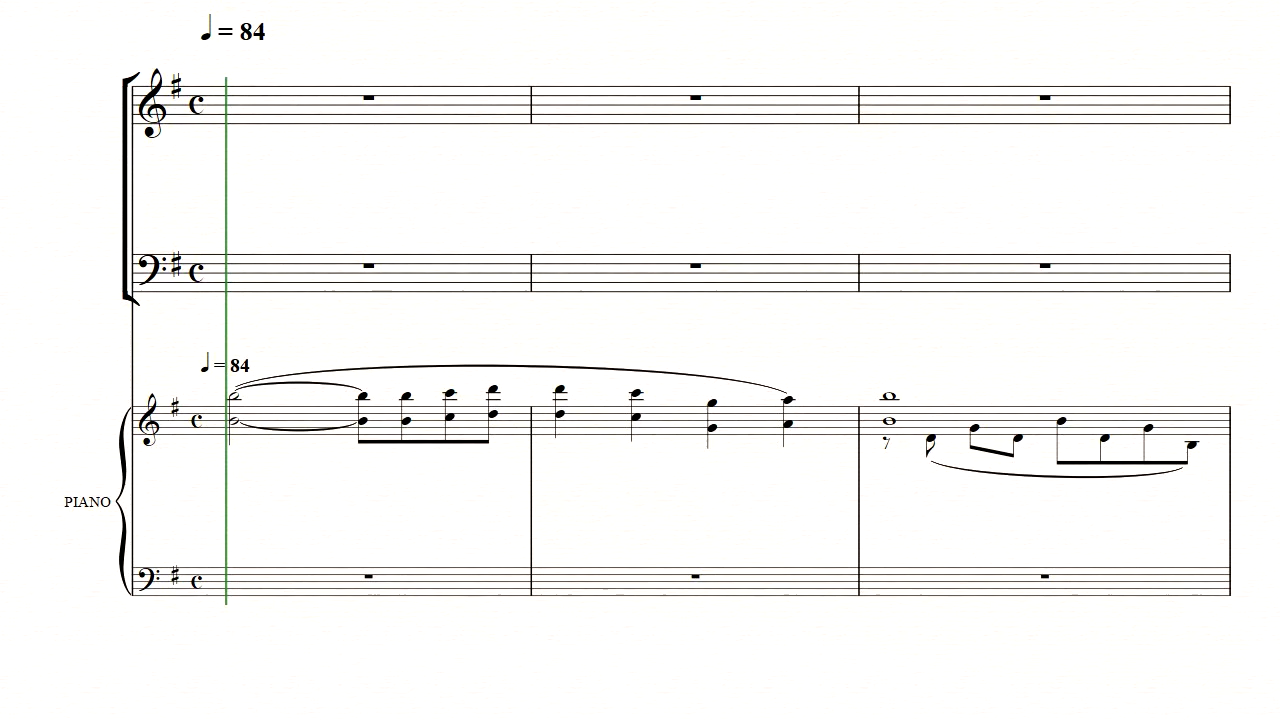 ♩ = 84
♩ = 84
PIANO